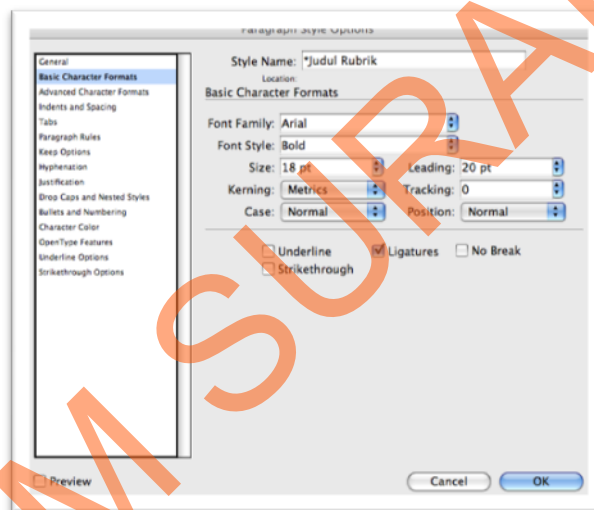 Paragraph Style Options
General
Basic Character Formats
Advanced Character Formats
Indents and Spacing
Tabs
Paragraph Rules
Keep Options
Hyphenation
Justification
Drop Caps and Nested Styles
Bullets and Numbering
Character Color
OpenType Features
Underline Options
Strikethrough Options
Style Name: *Judul Rubrik
Location:
Basic Character Formats
Font Family: Arial
Font Style: Bold
Size: 18 pt Leading: 20 pt
Kerning: Metrics Tracking: 0
Case: Normal Position: Normal
Underline Ligatures No Break
Strikethrough
Preview Cancel OK
M SURA